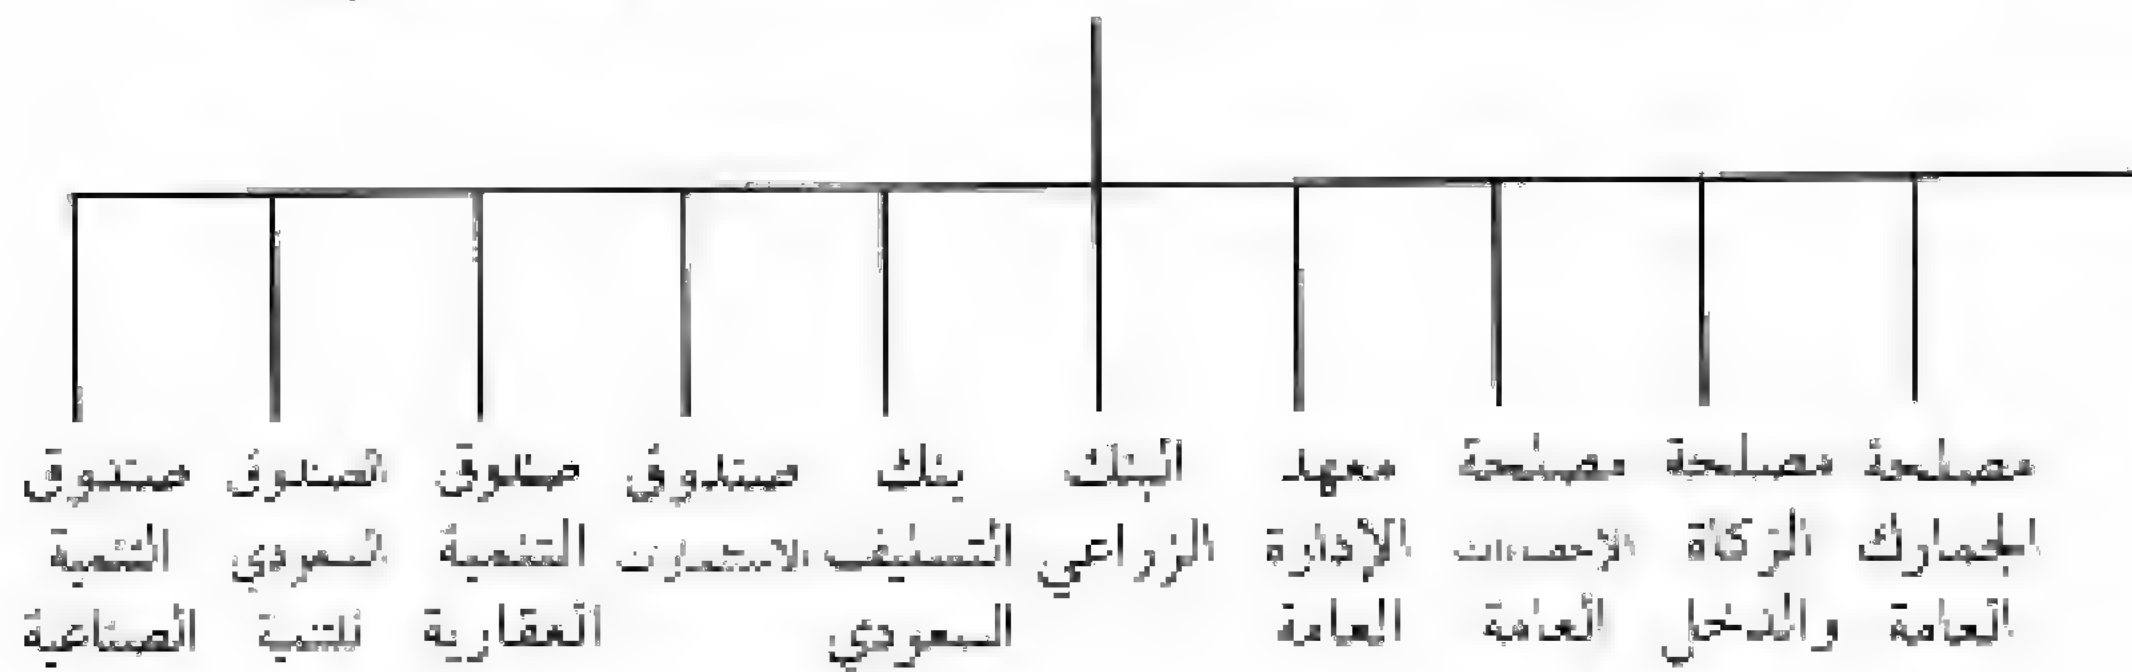 مصلحة الجمارك العامة
مصلحة الزكاة والدخل
مصلحة الإحصاءات العامة
معهد الإدارة العامة
البنك الزراعي
بنك التسليف السعودي
صندوق الاستثمارات
صندوق التنمية العقارية
الصندوق السعودي للتنمية
صندوق التنمية الصناعية